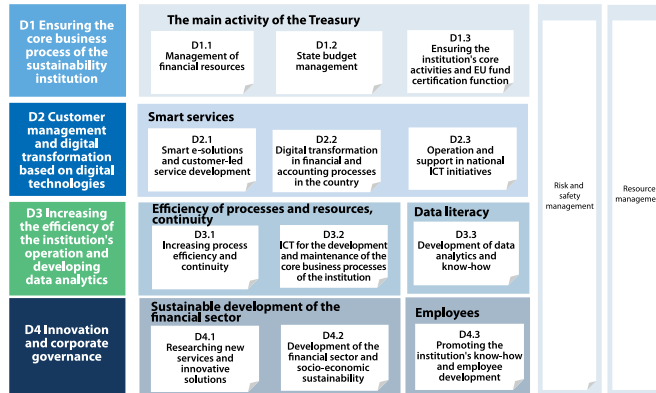 D1 Ensuring the
core business
process of the
sustainability
institution
The main activity of the Treasury
D1.1
Management of
financial resources
D1.2
State budget
management
D1.3
Ensuring the
institution's core
activities and EU fund
certification function
D2 Customer
management
and digital
transformation
based on digital
technologies
Smart services
D2.1
Smart e-solutions
and customer-led
service development
D2.2
Digital transformation
in financial and
accounting processes
in the country
D2.3
Operation and
support in national
ICT initiatives
D3 Increasing
the efficiency of
the institution's
operation and
developing
data analytics
Efficiency of processes and resources,
continuity
D3.1
Increasing process
efficiency and
continuity
D3.2
ICT for the development
and maintenance of the
core business processes
of the institution
Data literacy
D3.3
Development of data
analytics and
know-how
D4 Innovation
and corporate
governance
Sustainable development of the
financial sector
D4.1
Researching new
services and
innovative
solutions
D4.2
Development of the
financial sector and
socio-economic
sustainability
Employees
D4.3
Promoting the
institution's know-how
and employee
development
Risk and
safety
management
Resource
manageme